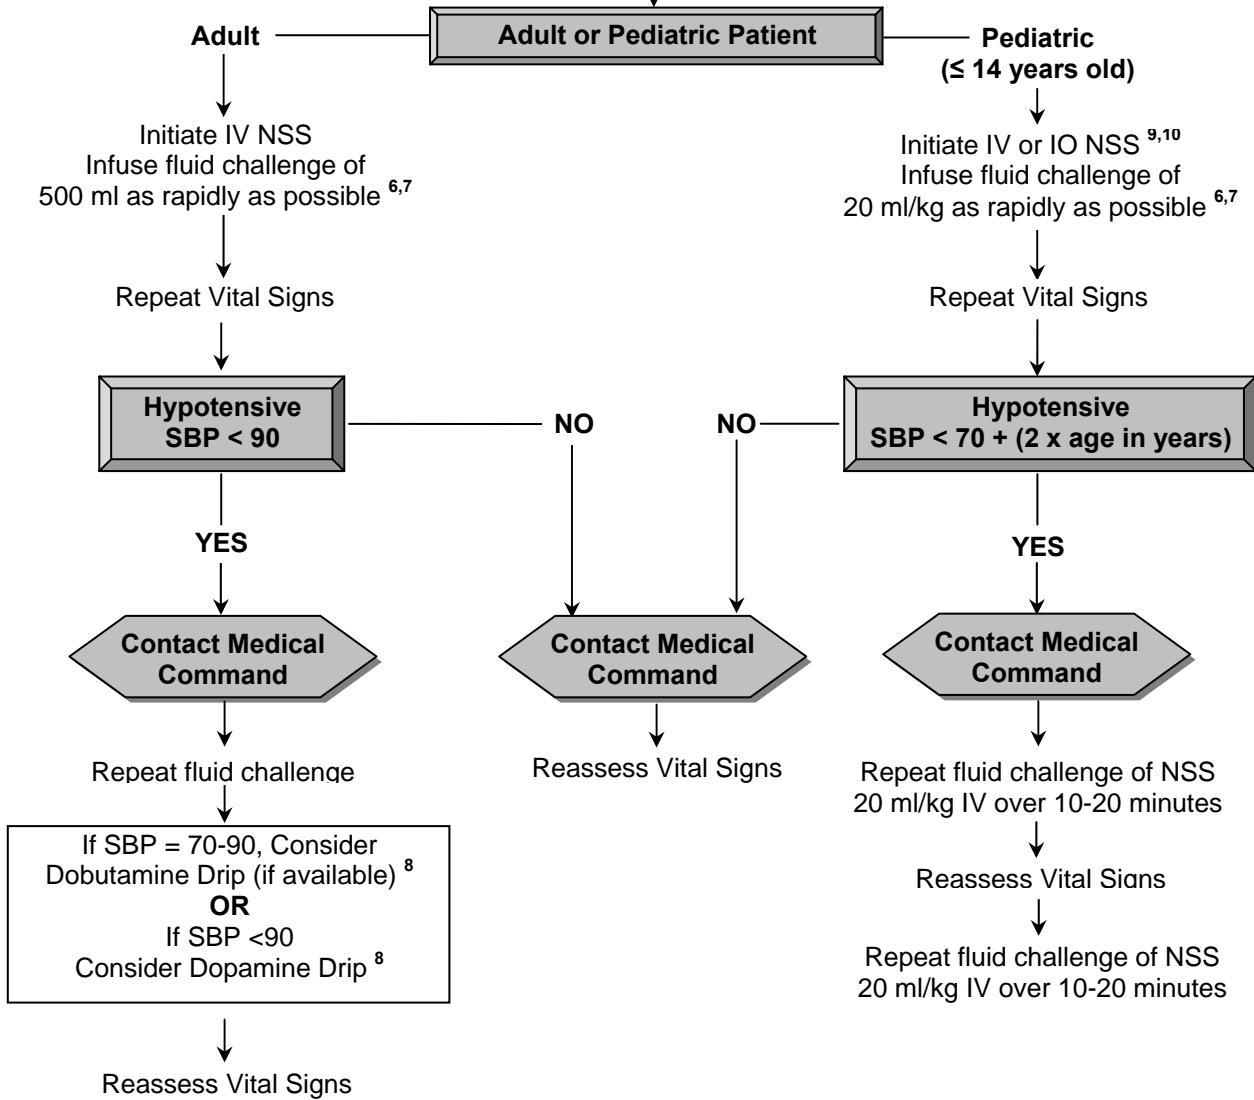 Adult or Pediatric Patient
Adult
Initiate IV NSS
Infuse fluid challenge of
500 ml as rapidly as possible 6,7
Repeat Vital Signs
Hypotensive
SBP < 90
NO
YES
Contact Medical
Command
Repeat fluid challenge
If SBP = 70-90, Consider
Dobutamine Drip (if available) 8
OR
If SBP <90
Consider Dopamine Drip 8
Reassess Vital Signs
Contact Medical
Command
Reassess Vital Signs
Pediatric
(≤ 14 years old)
Initiate IV or IO NSS 9,10
Infuse fluid challenge of
20 ml/kg as rapidly as possible 6,7
Repeat Vital Signs
Hypotensive
SBP < 70 + (2 x age in years)
NO
YES
Contact Medical
Command
Repeat fluid challenge of NSS
20 ml/kg IV over 10-20 minutes
Reassess Vital Signs
Repeat fluid challenge of NSS
20 ml/kg IV over 10-20 minutes